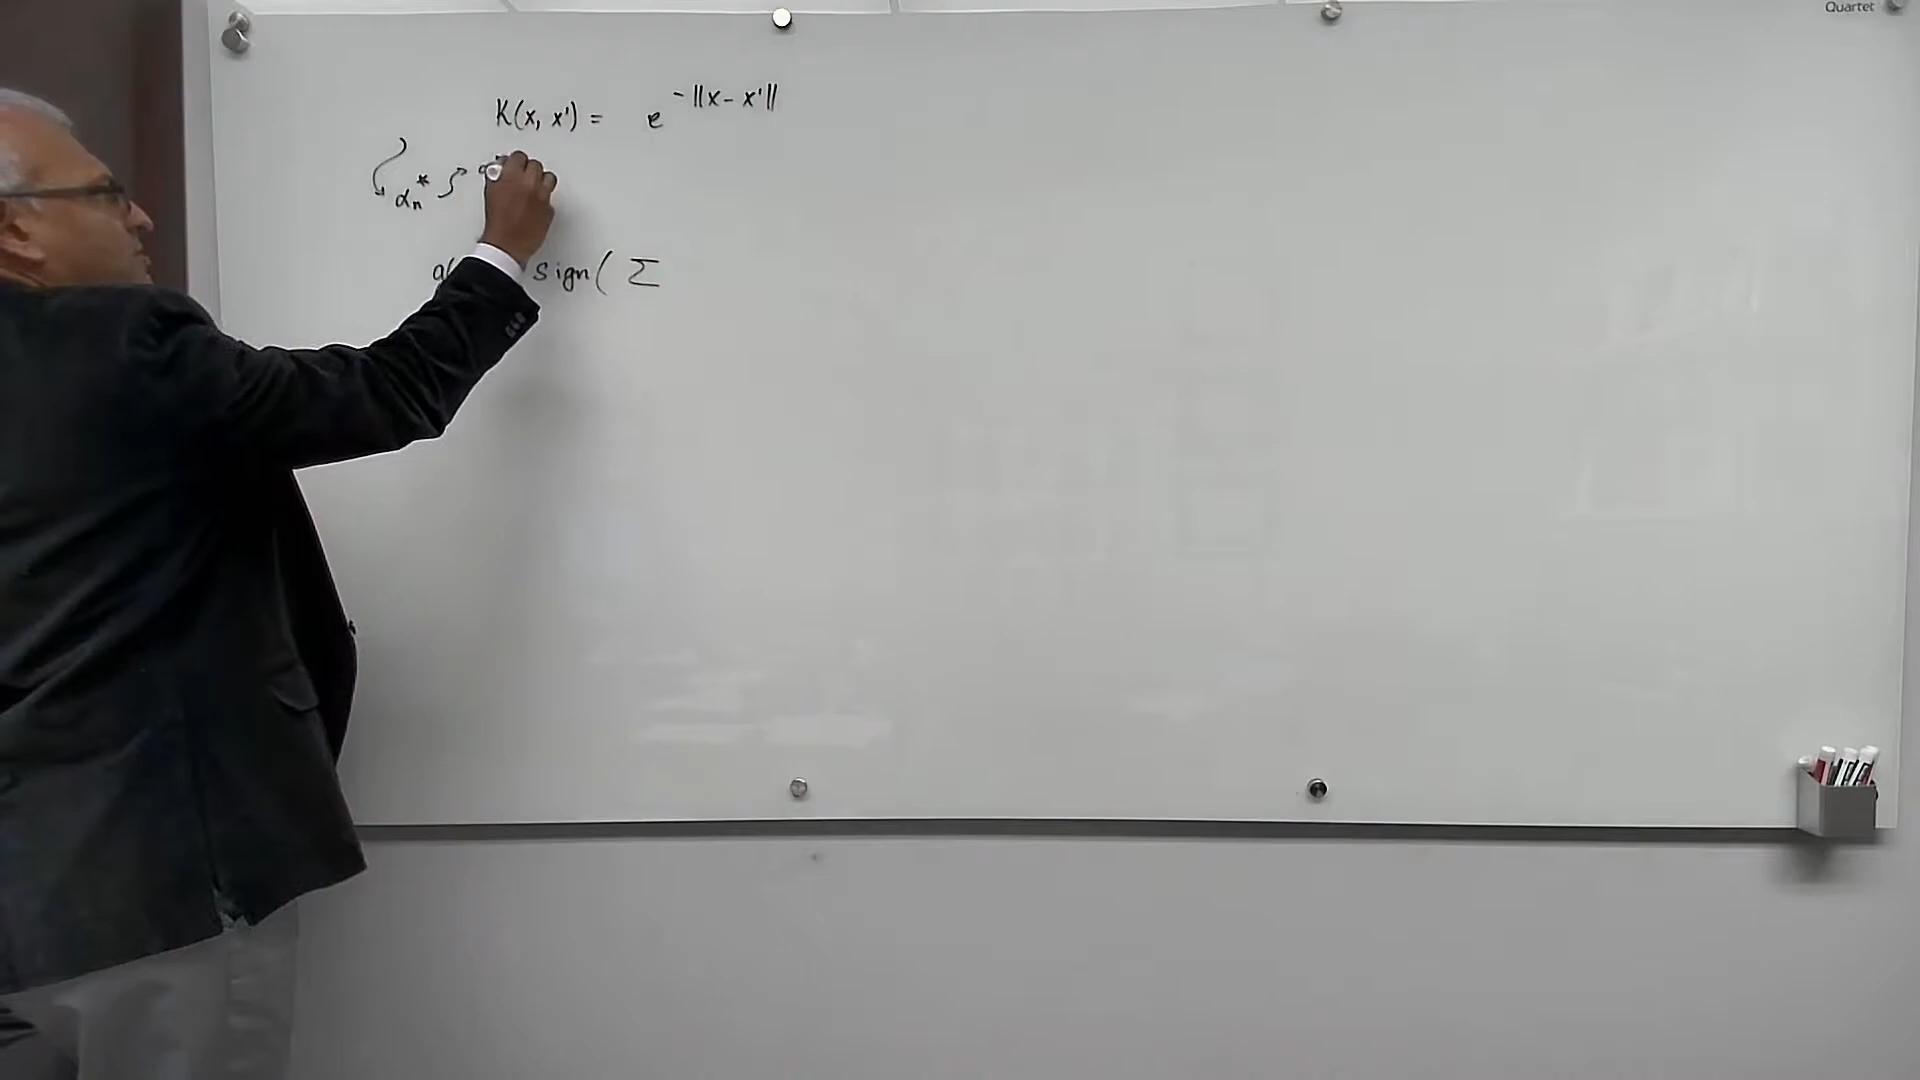 Quartet
K(x, x') = e^{-||x - x'||}
α_n^*
sign( Σ